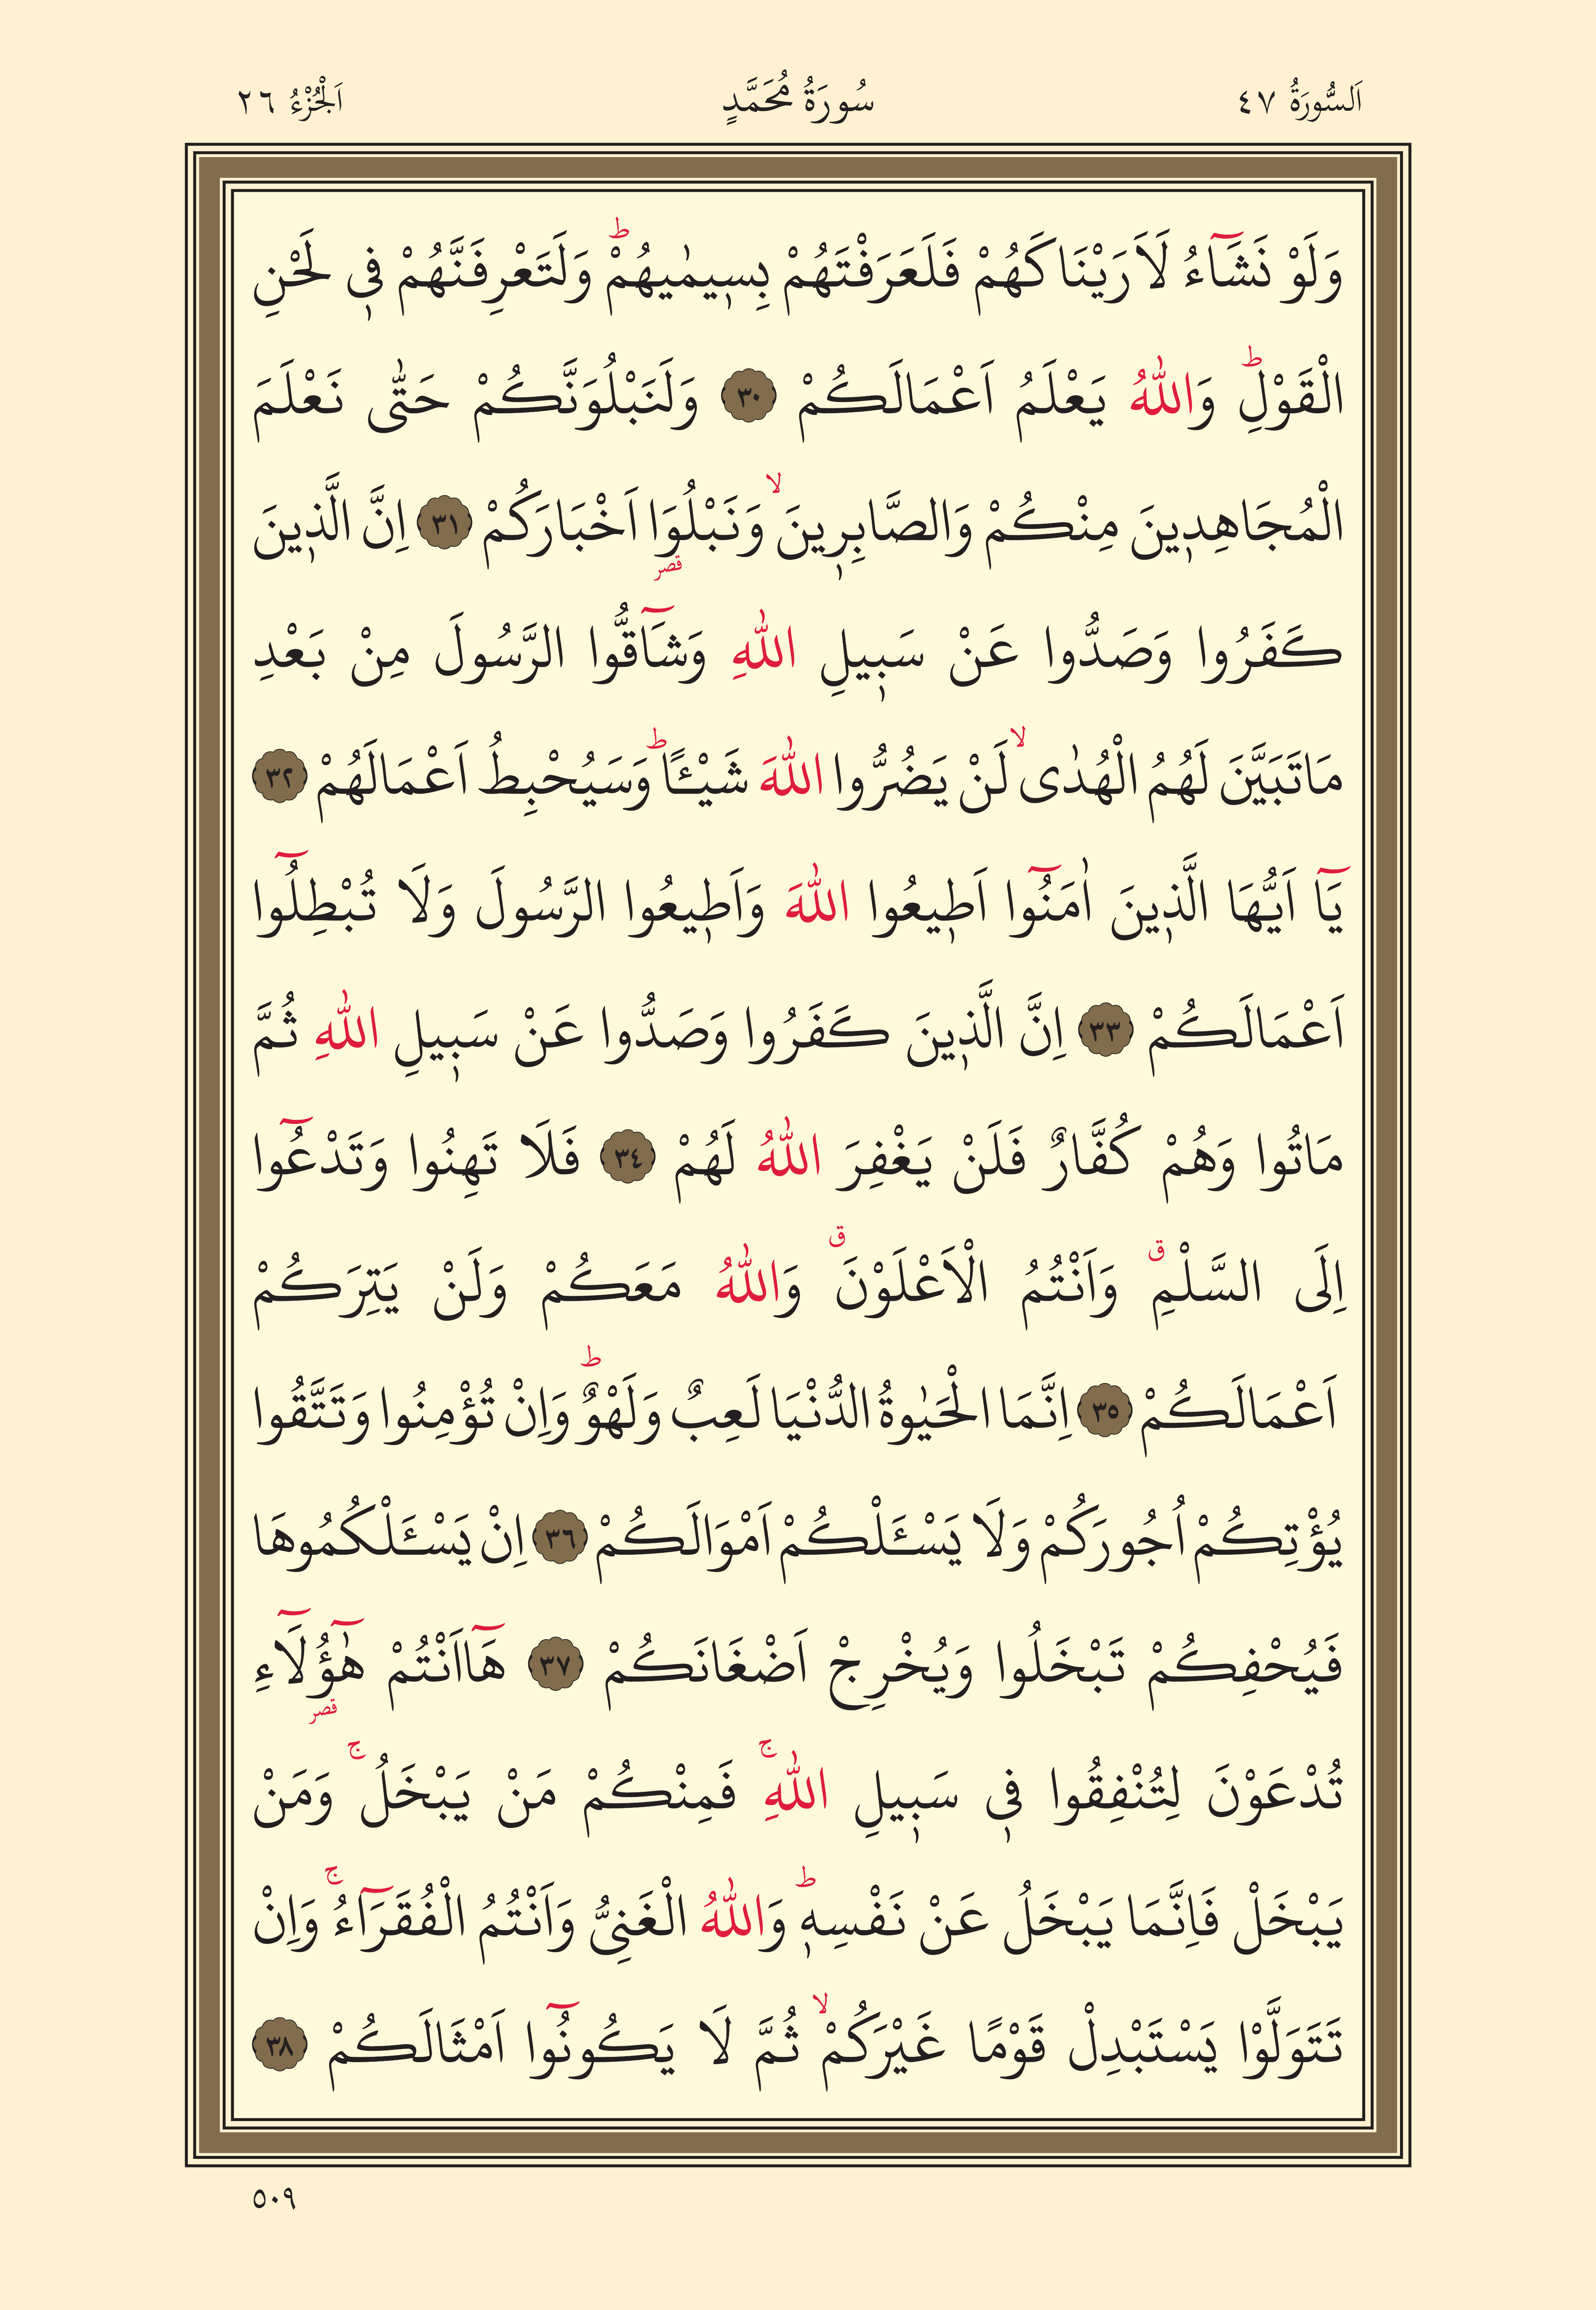 اَلسُّورَةُ ٤٧ سُورَةُ مُحَمَّدٍ اَلْجُزْءُ ٢٦
وَلَوْ نَشَٓاءُ لَاَرَيْنَاكَهُمْ فَلَعَرَفْتَهُمْ بِسٖيمٰيهُمْؕ وَلَتَعْرِفَنَّهُمْ فٖي لَحْنِ
الْقَوْلِؕ وَاللّٰهُ يَعْلَمُ اَعْمَالَكُمْ ٣٠ وَلَنَبْلُوَنَّكُمْ حَتّٰى نَعْلَمَ
الْمُجَاهِدٖينَ مِنْكُمْ وَالصَّابِرٖينَۙ وَنَبْلُوَا اَخْبَارَكُمْ ٣١ اِنَّ الَّذٖينَ
قصر
كَفَرُوا وَصَدُّوا عَنْ سَبٖيلِ اللّٰهِ وَشَٓاقُّوا الرَّسُولَ مِنْ بَعْدِ
مَاتَبَيَّنَ لَهُمُ الْهُدٰىۙ لَنْ يَضُرُّوا اللّٰهَ شَيْـًٔاؕ وَسَيُحْبِطُ اَعْمَالَهُمْ ٣٢
يَٓا اَيُّهَا الَّذٖينَ اٰمَنُٓوا اَطٖيعُوا اللّٰهَ وَاَطٖيعُوا الرَّسُولَ وَلَا تُبْطِلُٓوا
اَعْمَالَكُمْ ٣٣ اِنَّ الَّذٖينَ كَفَرُوا وَصَدُّوا عَنْ سَبٖيلِ اللّٰهِ ثُمَّ
مَاتُوا وَهُمْ كُفَّارٌ فَلَنْ يَغْفِرَ اللّٰهُ لَهُمْ ٣٤ فَلَا تَهِنُوا وَتَدْعُٓوا
اِلَى السَّلْمِࣗ وَاَنْتُمُ الْاَعْلَوْنَࣗ وَاللّٰهُ مَعَكُمْ وَلَنْ يَتِرَكُمْ
اَعْمَالَكُمْ ٣٥ اِنَّمَا الْحَيٰوةُ الدُّنْيَا لَعِبٌ وَلَهْوٌؕ وَاِنْ تُؤْمِنُوا وَتَتَّقُوا
يُؤْتِكُمْ اُجُورَكُمْ وَلَا يَسْـَٔلْكُمْ اَمْوَالَكُمْ ٣٦ اِنْ يَسْـَٔلْكُمُوهَا
فَيُحْفِكُمْ تَبْخَلُوا وَيُخْرِجْ اَضْغَانَكُمْ ٣٧ هَٓااَنْتُمْ هٰٓؤُ۬لَٓاءِ
قصر
تُدْعَوْنَ لِتُنْفِقُوا فٖي سَبٖيلِ اللّٰهِۚ فَمِنْكُمْ مَنْ يَبْخَلُۚ وَمَنْ
يَبْخَلْ فَاِنَّمَا يَبْخَلُ عَنْ نَفْسِهٖؕ وَاللّٰهُ الْغَنِىُّ وَاَنْتُمُ الْفُقَرَٓاءُۚ وَاِنْ
تَتَوَلَّوْا يَسْتَبْدِلْ قَوْمًا غَيْرَكُمْۙ ثُمَّ لَا يَكُونُٓوا اَمْثَالَكُمْ ٣٨
٥٠٩